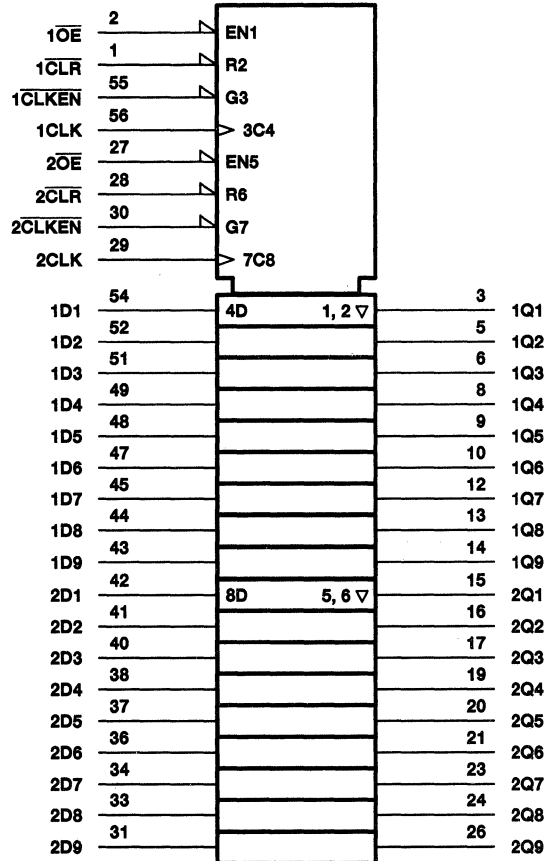 1OE 2 EN1
1CLR 1 R2
1CLKEN 55 G3
1CLK 56 3C4
2OE 27 EN5
2CLR 28 R6
2CLKEN 30 G7
2CLK 29 7C8
1D1 54 4D 1, 2 ▽ 3 1Q1
1D2 52 5 1Q2
1D3 51 6 1Q3
1D4 49 8 1Q4
1D5 48 9 1Q5
1D6 47 10 1Q6
1D7 45 12 1Q7
1D8 44 13 1Q8
1D9 43 14 1Q9
2D1 42 8D 5, 6 ▽ 15 2Q1
2D2 41 16 2Q2
2D3 40 17 2Q3
2D4 38 19 2Q4
2D5 37 20 2Q5
2D6 36 21 2Q6
2D7 34 23 2Q7
2D8 33 24 2Q8
2D9 31 26 2Q9